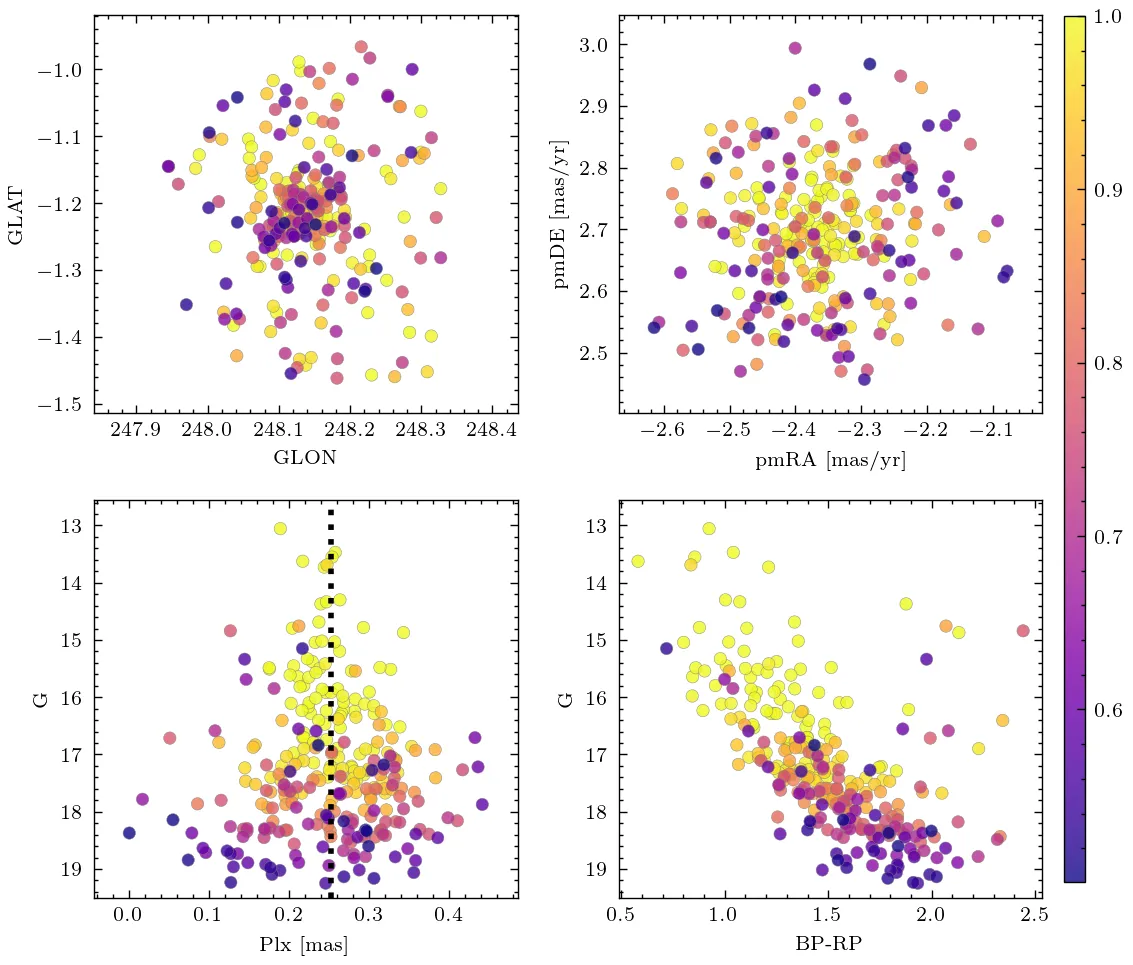 −1.0
−1.1
−1.2
−1.3
−1.4
−1.5
GLAT
247.9 248.0 248.1 248.2 248.3 248.4
GLON
3.0
2.9
2.8
2.7
2.6
2.5
pmDE [mas/yr]
−2.6 −2.5 −2.4 −2.3 −2.2 −2.1
pmRA [mas/yr]
1.0
0.9
0.8
0.7
0.6
13
14
15
16
17
18
19
G
0.0 0.1 0.2 0.3 0.4
Plx [mas]
13
14
15
16
17
18
19
G
0.5 1.0 1.5 2.0 2.5
BP-RP